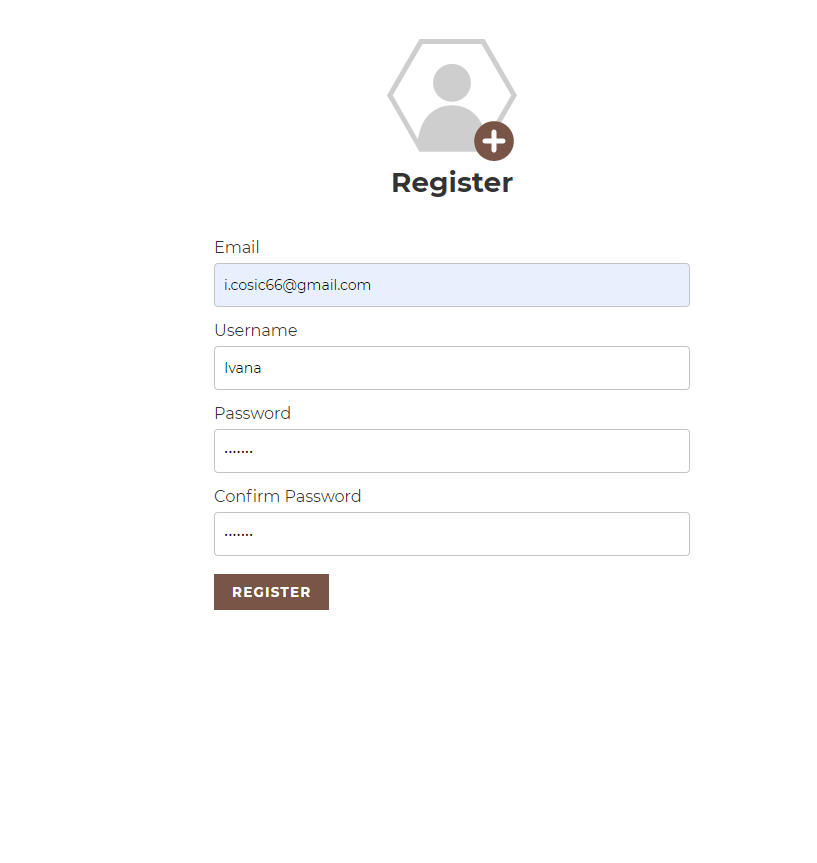 Register
Email
i.cosic66@gmail.com
Username
Ivana
Password
·······
Confirm Password
·······
REGISTER